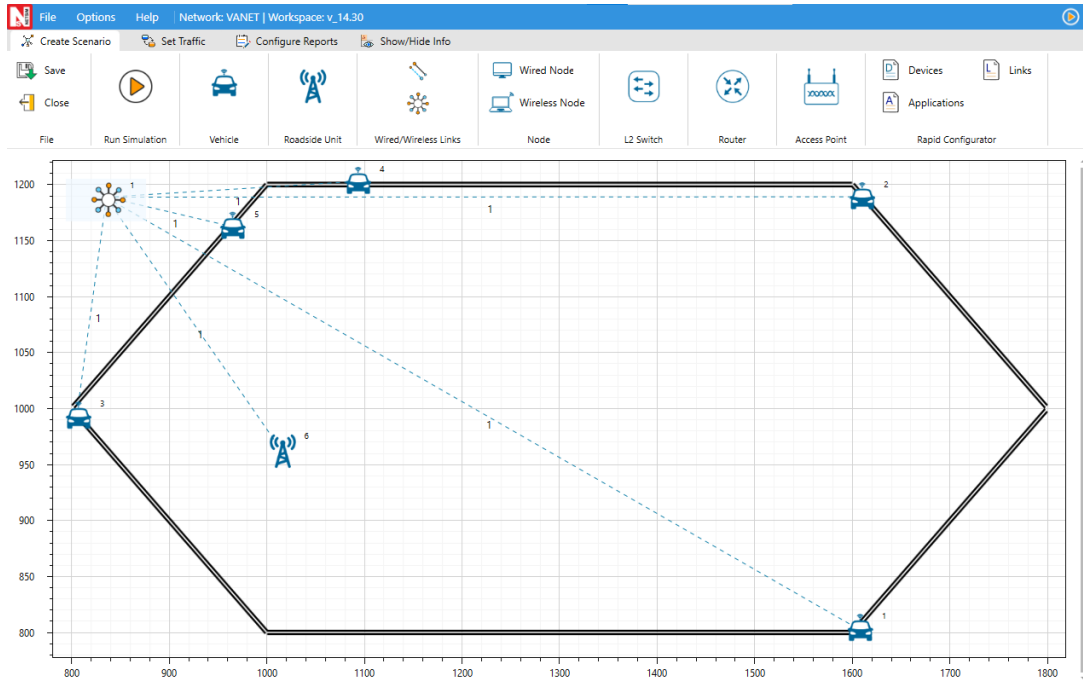 File Options Help Network: VANET | Workspace: v_14.30
Create Scenario Set Traffic Configure Reports Show/Hide Info
Save Wired Node Devices Links
Close Wireless Node Applications
File Run Simulation Vehicle Roadside Unit Wired/Wireless Links Node L2 Switch Router Access Point Rapid Configurator
4
1200 1 2
1 1
5
1150 1
1100
1
1050 1
1000 3
1
6
950
900
850
1
800
800 900 1000 1100 1200 1300 1400 1500 1600 1700 1800